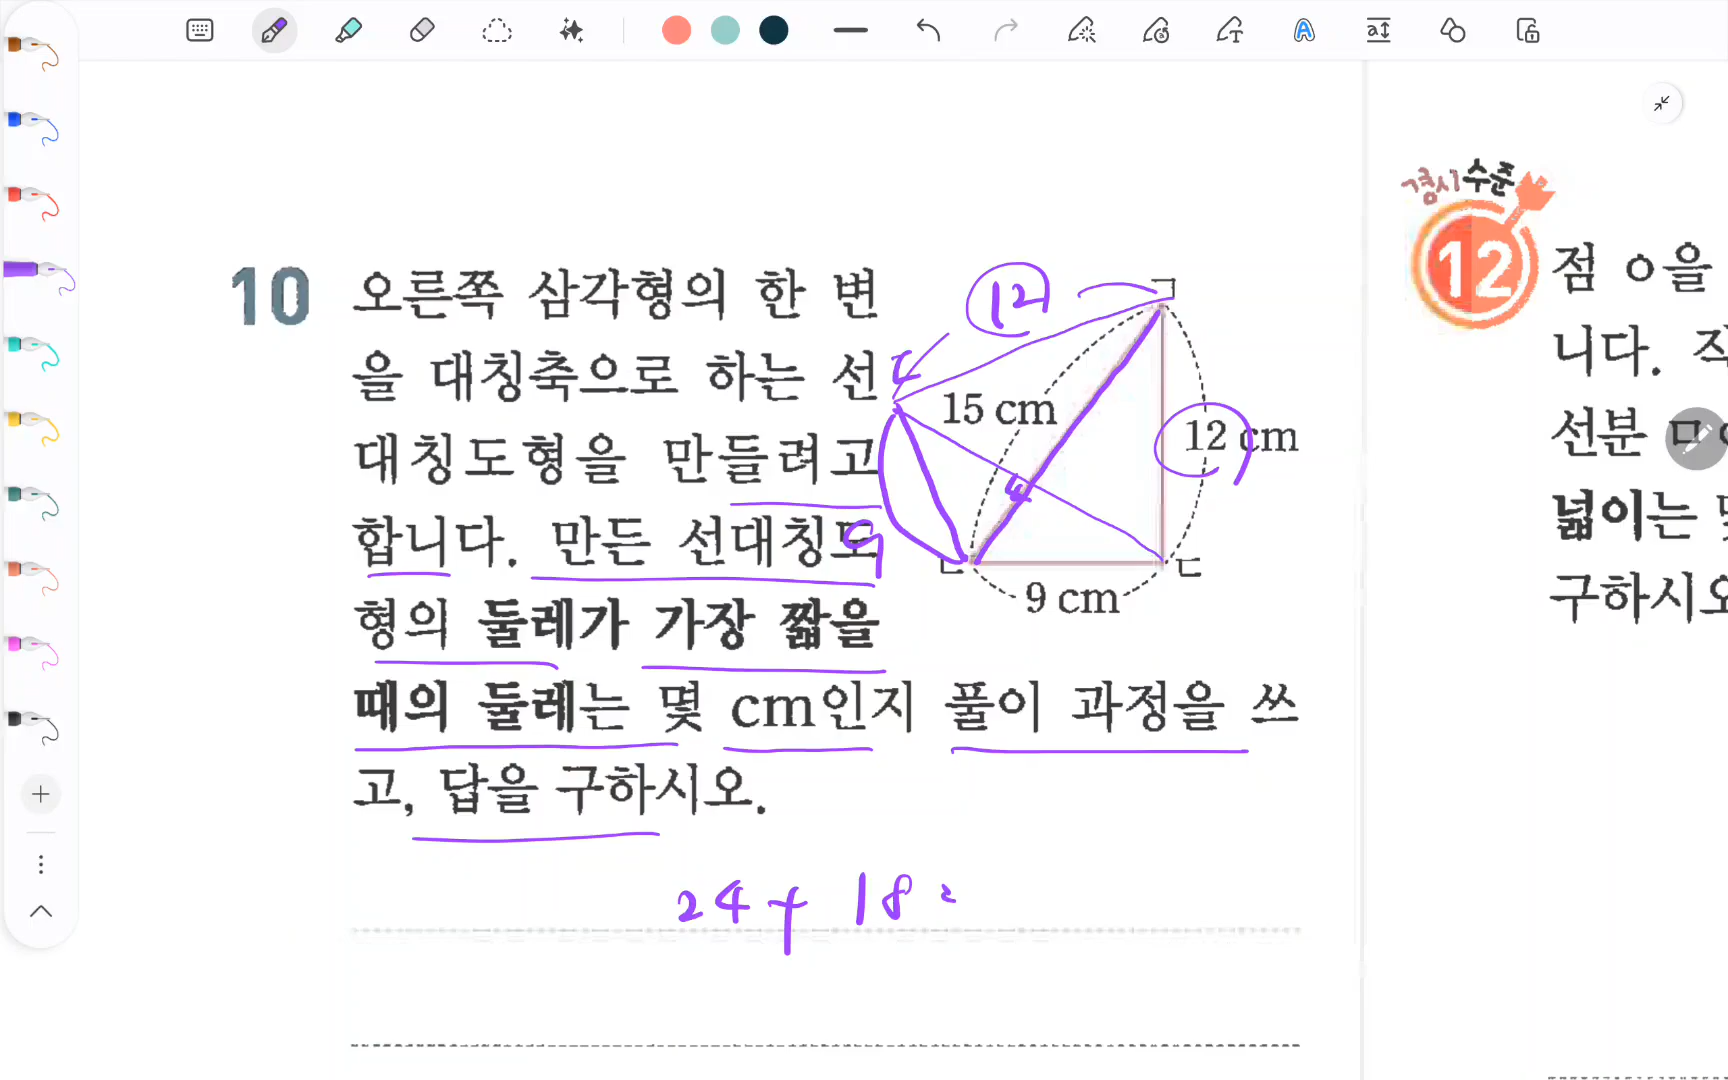 10 오른쪽 삼각형의 한 변
을 대칭축으로 하는 선
대칭도형을 만들려고
합니다. 만든 선대칭도
형의 둘레가 가장 짧을
때의 둘레는 몇 cm인지 풀이 과정을 쓰
고, 답을 구하시오.
12
ㄱ
15 cm
12 cm
9
ㄴ
ㄷ
9 cm
24 + 18 =
경시수준
12
점 ㅇ을
니다. 직
선분 ㅁㅇ
넓이는 몇
구하시오